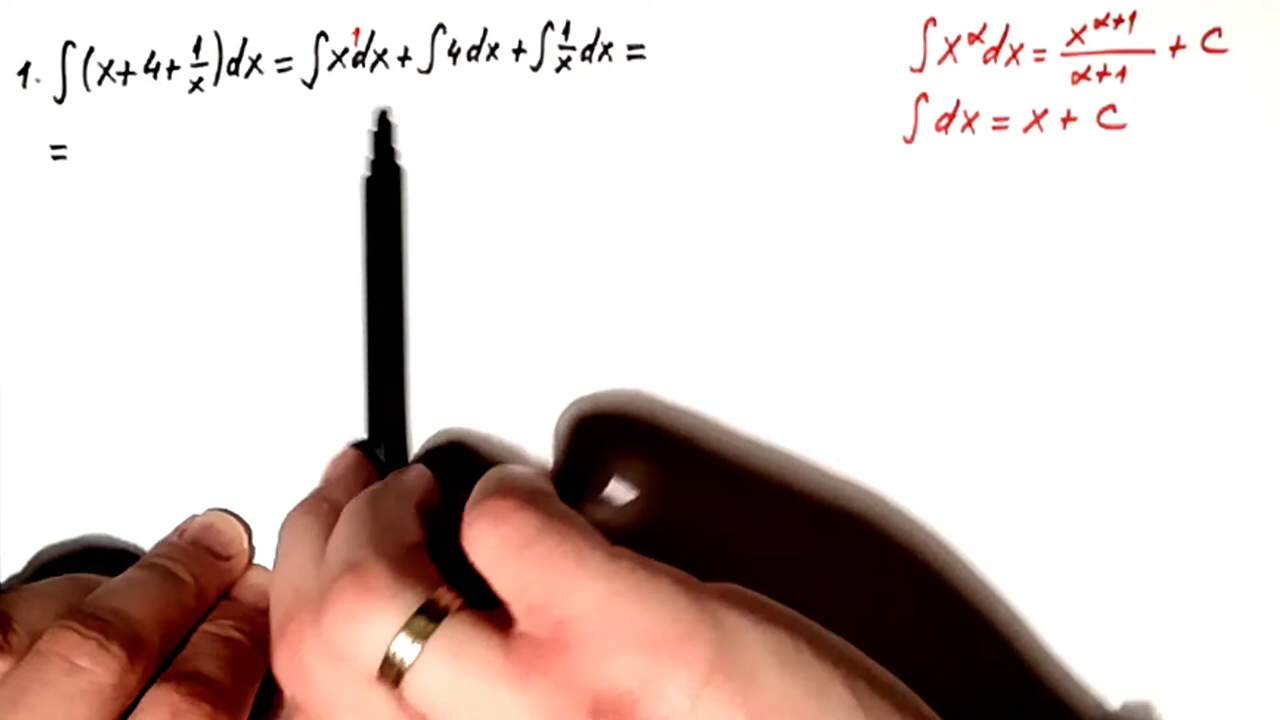 1. ∫(x+4+1/x)dx = ∫x¹dx + ∫4dx + ∫1/x dx =
=
∫x^α dx = x^(α+1)/(α+1) + C
∫dx = x + C